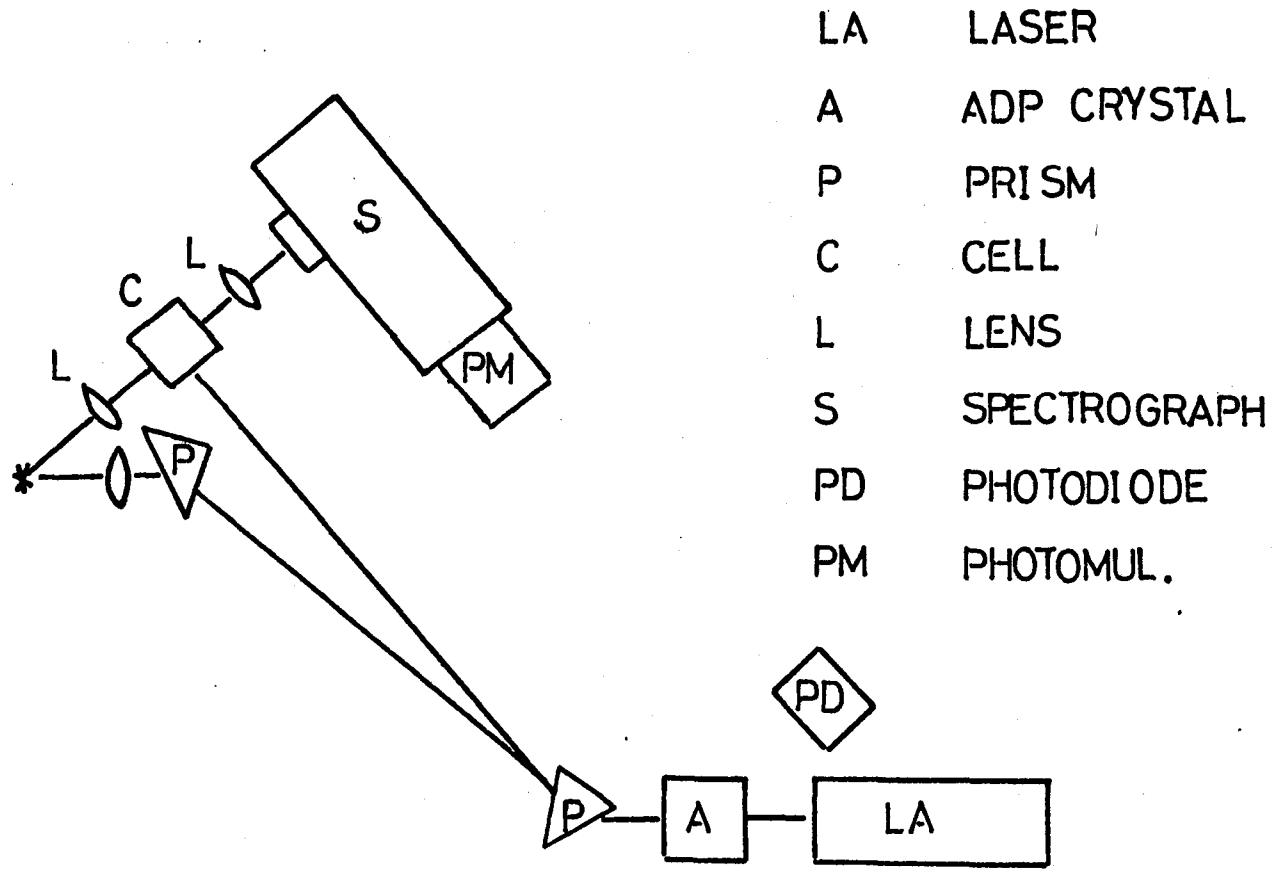 LA LASER
A ADP CRYSTAL
P PRISM
C CELL
L LENS
S SPECTROGRAPH
PD PHOTODIODE
PM PHOTOMUL.
S
L
C
PM
L
P
PD
P
A
LA